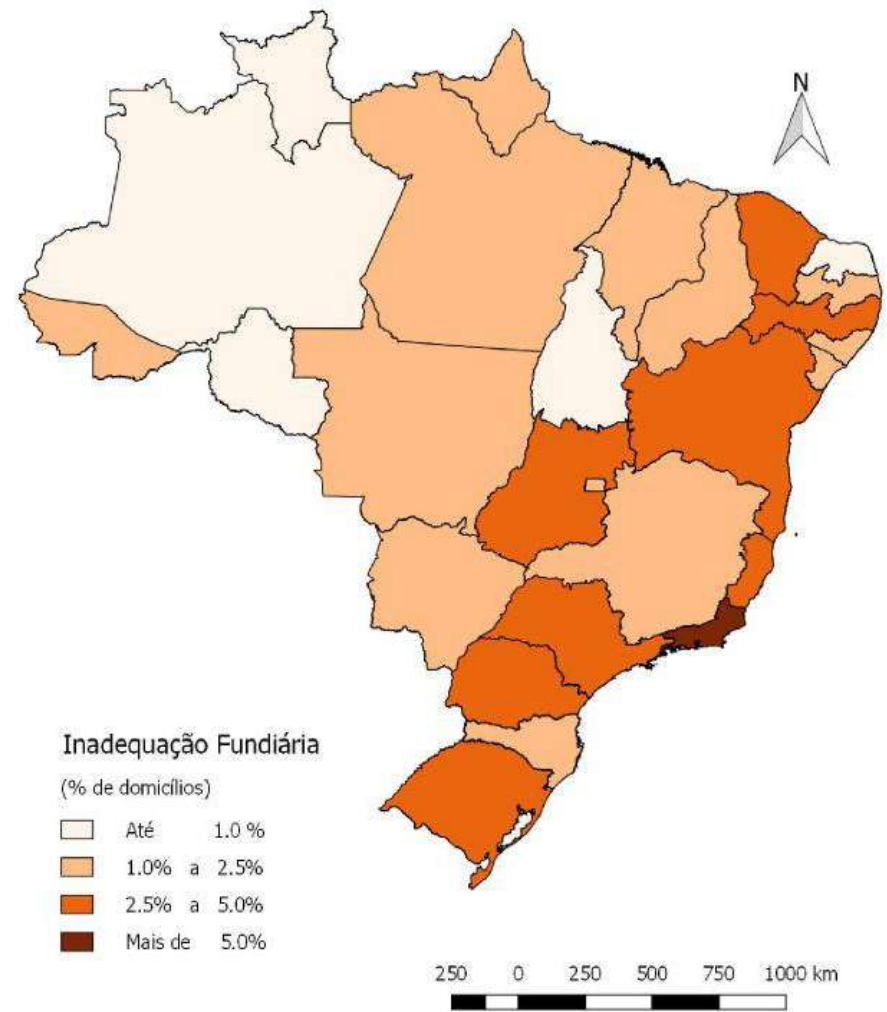 N
Inadequação Fundiária
(% de domicílios)
Até 1.0 %
1.0% a 2.5%
2.5% a 5.0%
Mais de 5.0%
250 0 250 500 750 1000 km